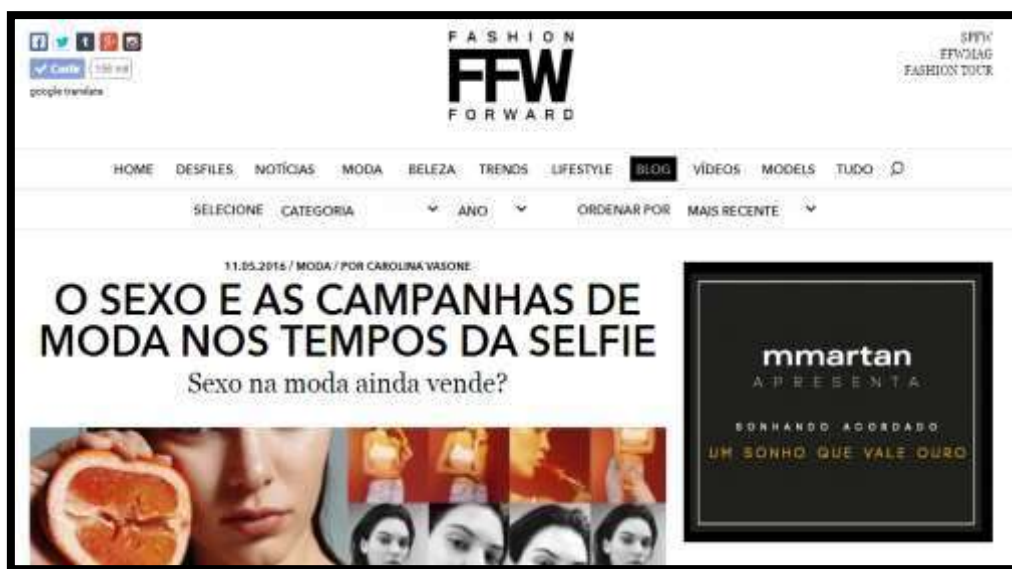 Curtir
google translate
FASHION
FFW
FORWARD
SPFW
FFWMAG
FASHION TOUR
HOME DESFILES NOTÍCIAS MODA BELEZA TRENDS LIFESTYLE BLOG VÍDEOS MODELS TUDO
SELECIONE CATEGORIA ANO ORDENAR POR MAIS RECENTE
11.05.2016 / MODA / POR CAROLINA VASONE
O SEXO E AS CAMPANHAS DE
MODA NOS TEMPOS DA SELFIE
Sexo na moda ainda vende?
mmartan
APRESENTA
SONHANDO ACORDADO
UM SONHO QUE VALE OURO